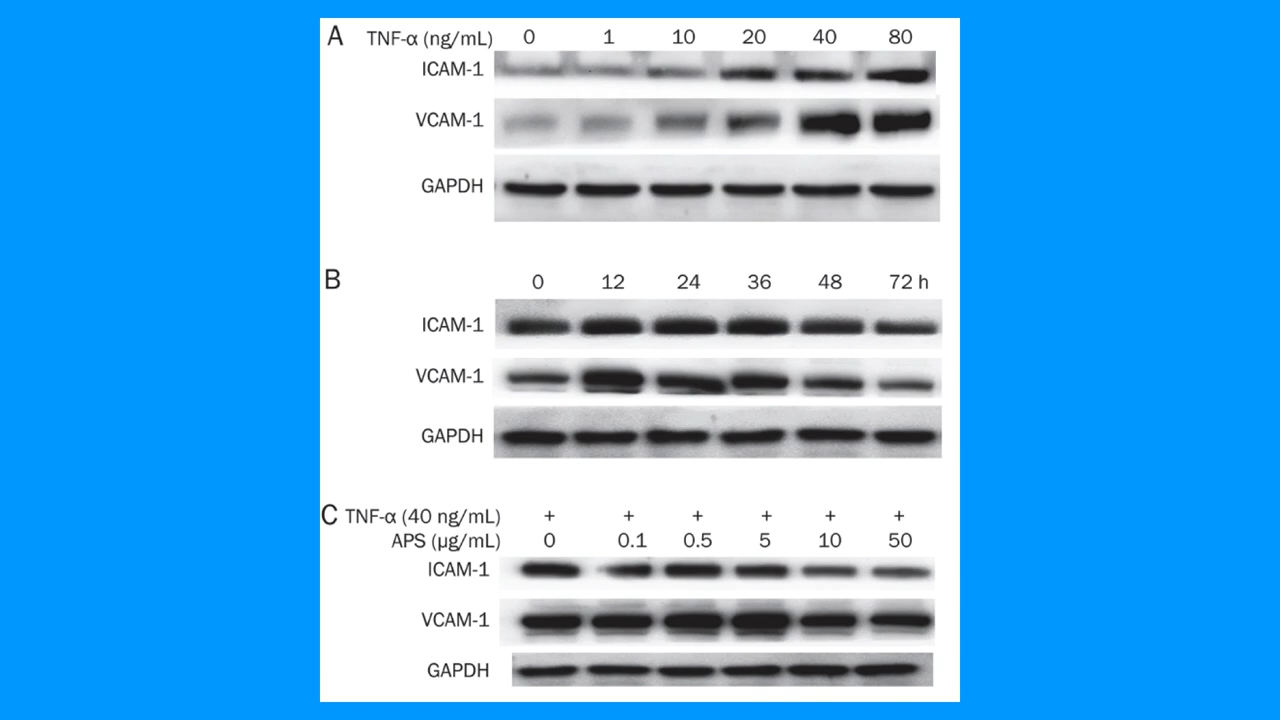 A TNF-α (ng/mL) 0 1 10 20 40 80
ICAM-1
VCAM-1
GAPDH
B 0 12 24 36 48 72 h
ICAM-1
VCAM-1
GAPDH
C TNF-α (40 ng/mL) + + + + + +
APS (μg/mL) 0 0.1 0.5 5 10 50
ICAM-1
VCAM-1
GAPDH